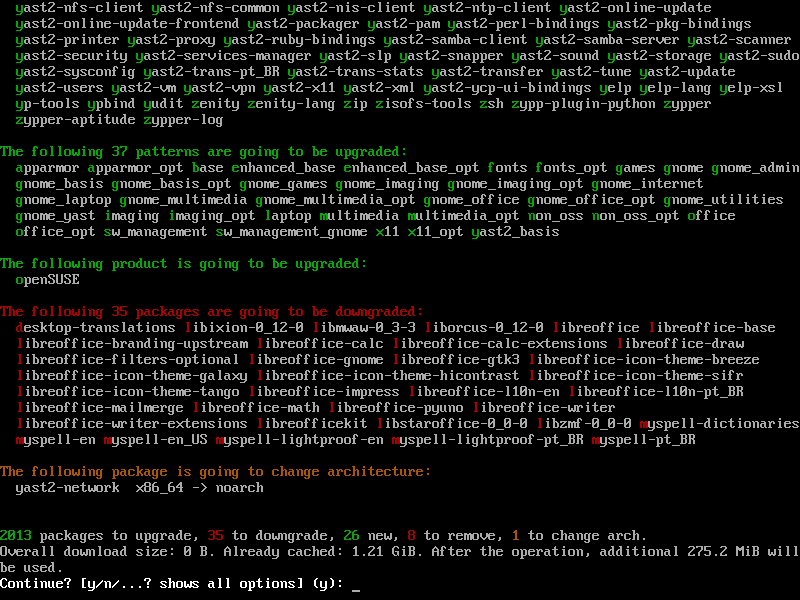 yast2-nfs-client yast2-nfs-common yast2-nis-client yast2-ntp-client yast2-online-update
yast2-online-update-frontend yast2-packager yast2-pam yast2-perl-bindings yast2-pkg-bindings
yast2-printer yast2-proxy yast2-ruby-bindings yast2-samba-client yast2-samba-server yast2-scanner
yast2-security yast2-services-manager yast2-slp yast2-snapper yast2-sound yast2-storage yast2-sudo
yast2-sysconfig yast2-trans-pt_BR yast2-trans-stats yast2-transfer yast2-tune yast2-update
yast2-users yast2-vm yast2-vpn yast2-x11 yast2-xml yast2-ycp-ui-bindings yelp yelp-lang yelp-xsl
yp-tools ypbind yudit zenity zenity-lang zip zisofs-tools zsh zypp-plugin-python zypper
zypper-aptitude zypper-log
The following 37 patterns are going to be upgraded:
apparmor apparmor_opt base enhanced_base enhanced_base_opt fonts fonts_opt games gnome gnome_admin
gnome_basis gnome_basis_opt gnome_games gnome_imaging gnome_imaging_opt gnome_internet
gnome_laptop gnome_multimedia gnome_multimedia_opt gnome_office gnome_office_opt gnome_utilities
gnome_yast imaging imaging_opt laptop multimedia multimedia_opt non_oss non_oss_opt office
office_opt sw_management sw_management_gnome x11 x11_opt yast2_basis
The following product is going to be upgraded:
openSUSE
The following 35 packages are going to be downgraded:
desktop-translations libixion-0_12-0 libmwaw-0_3-3 liborcus-0_12-0 libreoffice libreoffice-base
libreoffice-branding-upstream libreoffice-calc libreoffice-calc-extensions libreoffice-draw
libreoffice-filters-optional libreoffice-gnome libreoffice-gtk3 libreoffice-icon-theme-breeze
libreoffice-icon-theme-galaxy libreoffice-icon-theme-hicontrast libreoffice-icon-theme-sifr
libreoffice-icon-theme-tango libreoffice-impress libreoffice-l10n-en libreoffice-l10n-pt_BR
libreoffice-mailmerge libreoffice-math libreoffice-pyuno libreoffice-writer
libreoffice-writer-extensions libreofficekit libstaroffice-0_0-0 libzmf-0_0-0 myspell-dictionaries
myspell-en myspell-en_US myspell-lightproof-en myspell-lightproof-pt_BR myspell-pt_BR
The following package is going to change architecture:
yast2-network  x86_64 -> noarch
2013 packages to upgrade, 35 to downgrade, 26 new, 8 to remove, 1 to change arch.
Overall download size: 0 B. Already cached: 1.21 GiB. After the operation, additional 275.2 MiB will
be used.
Continue? [y/n/...? shows all options] (y): _